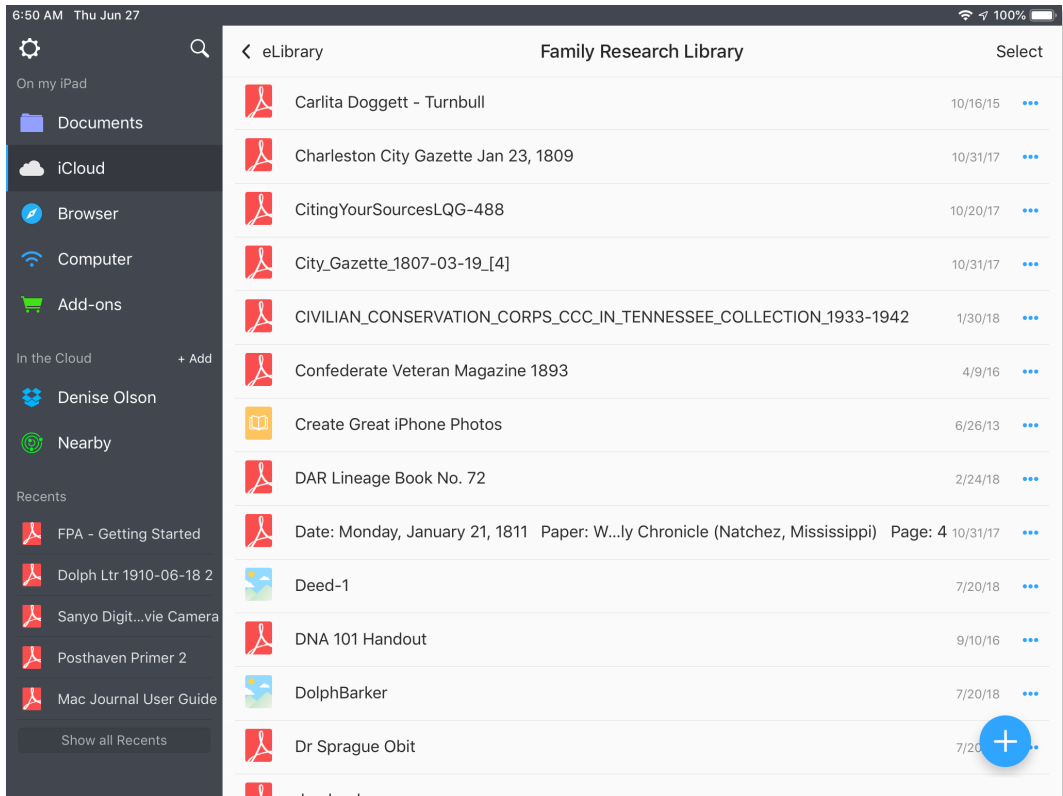 6:50 AM Thu Jun 27
100%
On my iPad
Documents
iCloud
Browser
Computer
Add-ons
In the Cloud + Add
Denise Olson
Nearby
Recents
FPA - Getting Started
Dolph Ltr 1910-06-18 2
Sanyo Digit...vie Camera
Posthaven Primer 2
Mac Journal User Guide
Show all Recents
eLibrary Family Research Library Select
Carlita Doggett - Turnbull 10/16/15
Charleston City Gazette Jan 23, 1809 10/31/17
CitingYourSourcesLQG-488 10/20/17
City_Gazette_1807-03-19_[4] 10/31/17
CIVILIAN_CONSERVATION_CORPS_CCC_IN_TENNESSEE_COLLECTION_1933-1942 1/30/18
Confederate Veteran Magazine 1893 4/9/16
Create Great iPhone Photos 6/26/13
DAR Lineage Book No. 72 2/24/18
Date: Monday, January 21, 1811 Paper: W...ly Chronicle (Natchez, Mississippi) Page: 4 10/31/17
Deed-1 7/20/18
DNA 101 Handout 9/10/16
DolphBarker 7/20/18
Dr Sprague Obit